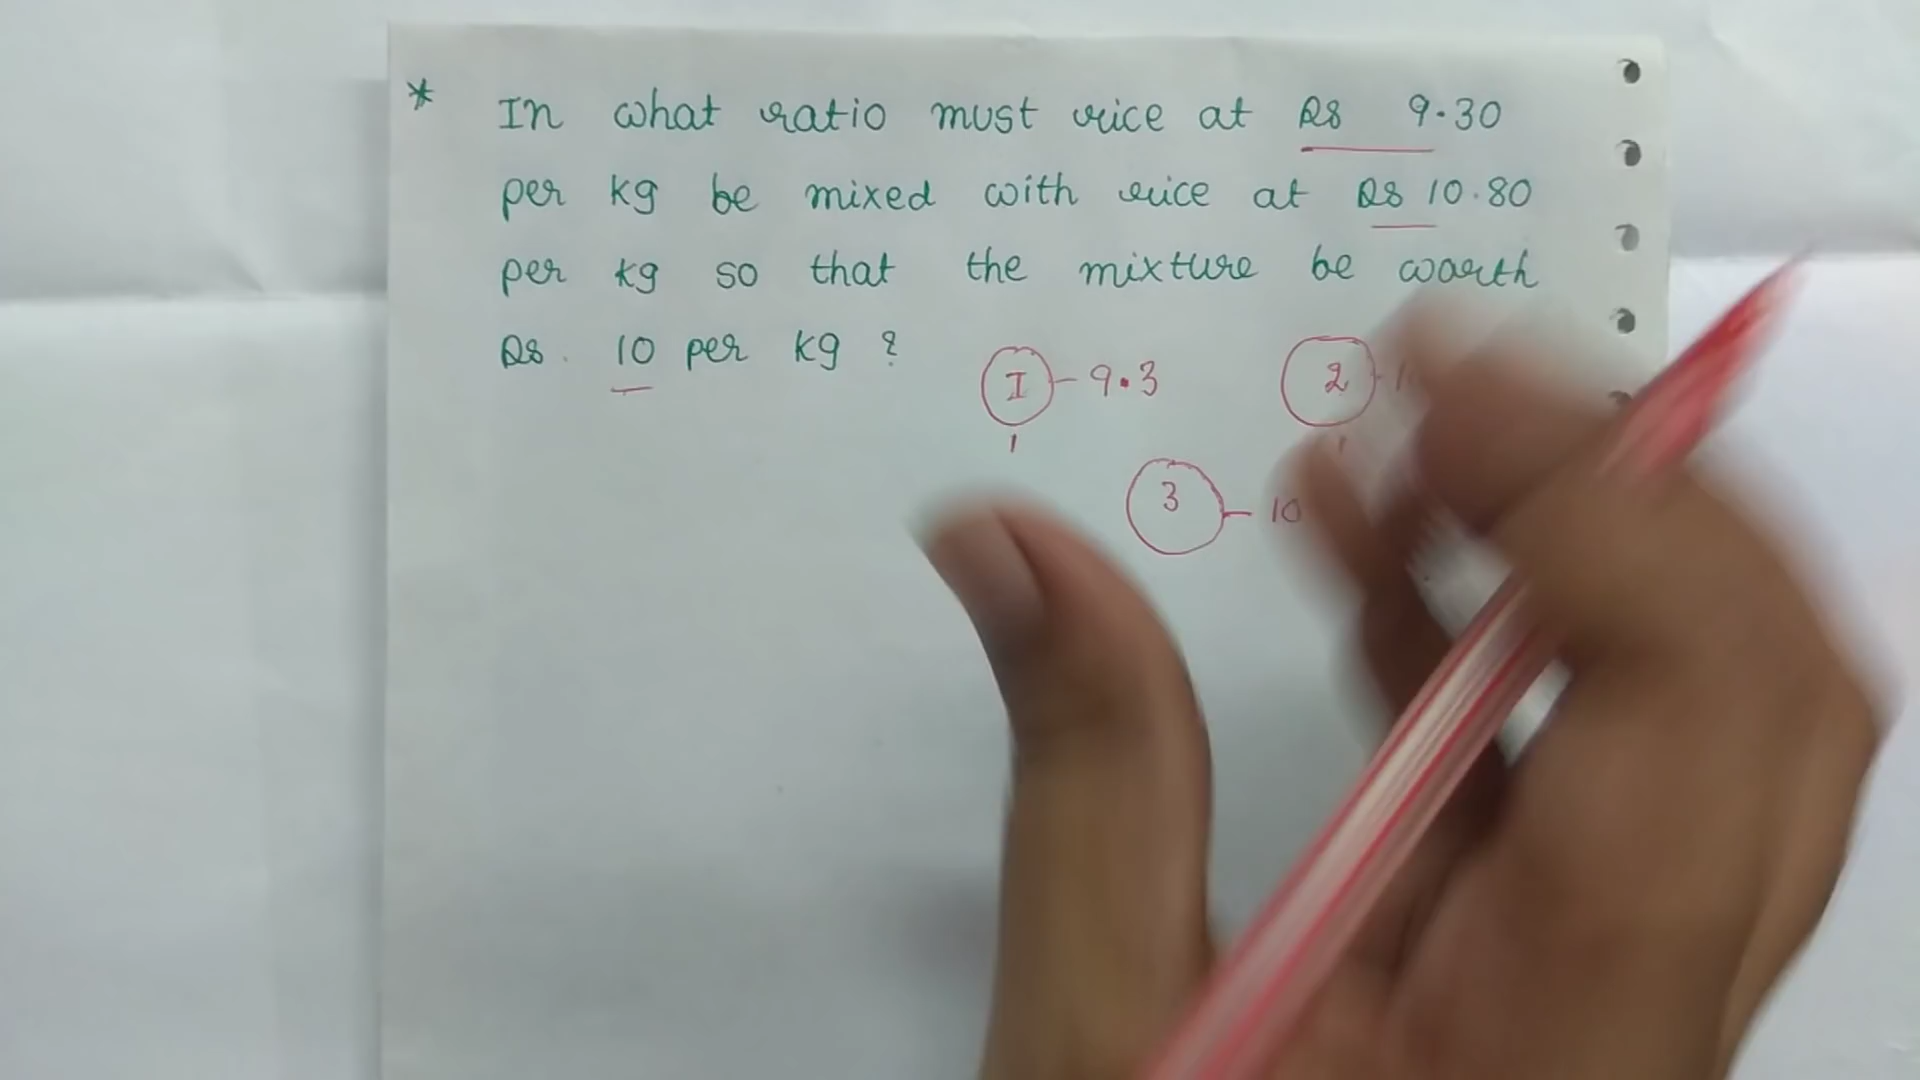 * In what ratio must rice at Rs 9.30
per kg be mixed with rice at Rs 10.80
per kg so that the mixture be worth
Rs. 10 per kg ?
I - 9.3
2
1
3 - 10